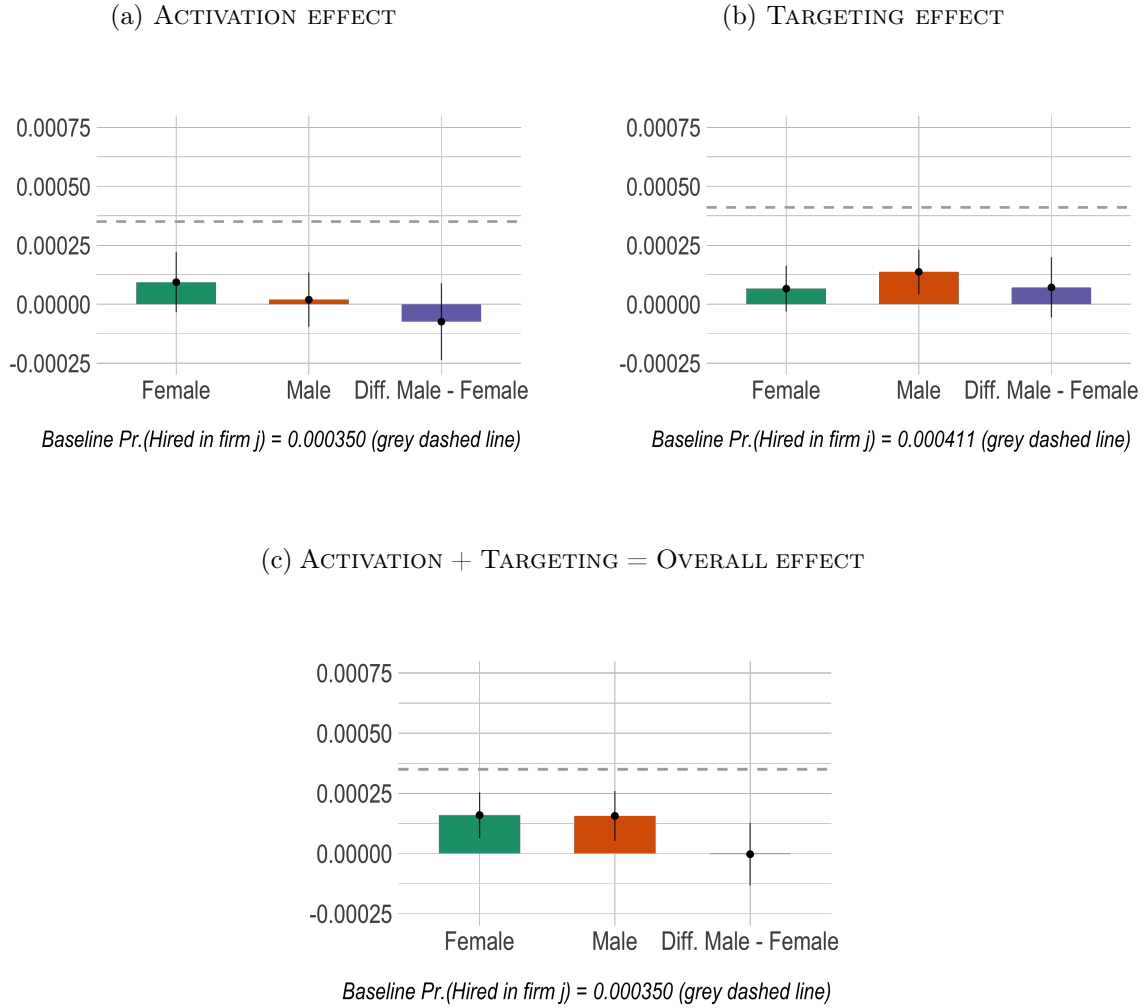 (a) Activation effect
0.00075
0.00050
0.00025
0.00000
-0.00025
Female Male Diff. Male - Female
Baseline Pr.(Hired in firm j) = 0.000350 (grey dashed line)
(b) Targeting effect
0.00075
0.00050
0.00025
0.00000
-0.00025
Female Male Diff. Male - Female
Baseline Pr.(Hired in firm j) = 0.000411 (grey dashed line)
(c) Activation + Targeting = Overall effect
0.00075
0.00050
0.00025
0.00000
-0.00025
Female Male Diff. Male - Female
Baseline Pr.(Hired in firm j) = 0.000350 (grey dashed line)